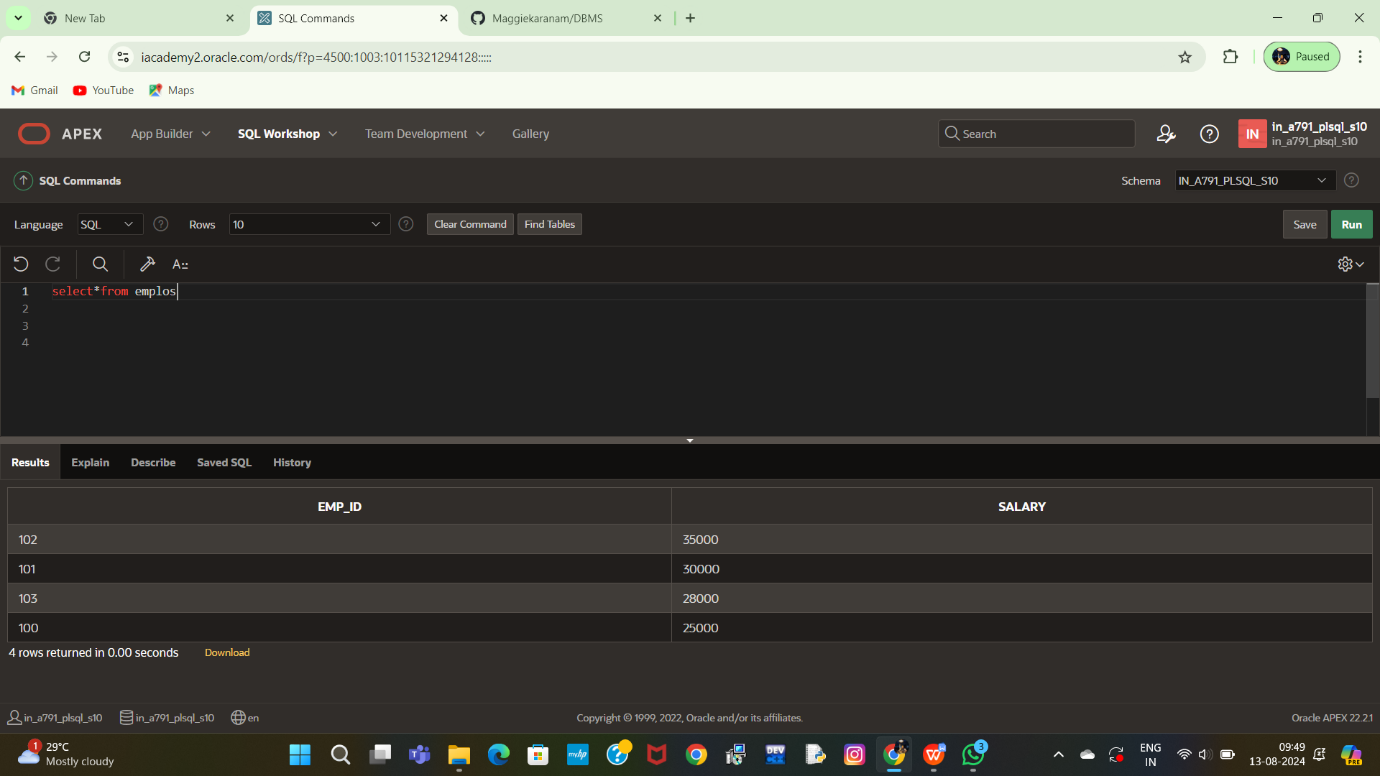 New Tab
SQL Commands
Maggiekaranam/DBMS
iacademy2.oracle.com/ords/f?p=4500:1003:10115321294128:::::
Paused
Gmail
YouTube
Maps
APEX
App Builder
SQL Workshop
Team Development
Gallery
Search
IN
in_a791_plsql_s10
in_a791_plsql_s10
SQL Commands
Schema
IN_A791_PLSQL_S10
Language
SQL
Rows
10
Clear Command
Find Tables
Save
Run
A::
1 select*from emplos
2
3
4
Results
Explain
Describe
Saved SQL
History
EMP_ID SALARY
102 35000
101 30000
103 28000
100 25000
4 rows returned in 0.00 seconds
Download
in_a791_plsql_s10
in_a791_plsql_s10
en
Copyright © 1999, 2022, Oracle and/or its affiliates.
Oracle APEX 22.2.1
1
29°C
Mostly cloudy
myhp
DEV
3
ENG
IN
09:49
13-08-2024
PRE